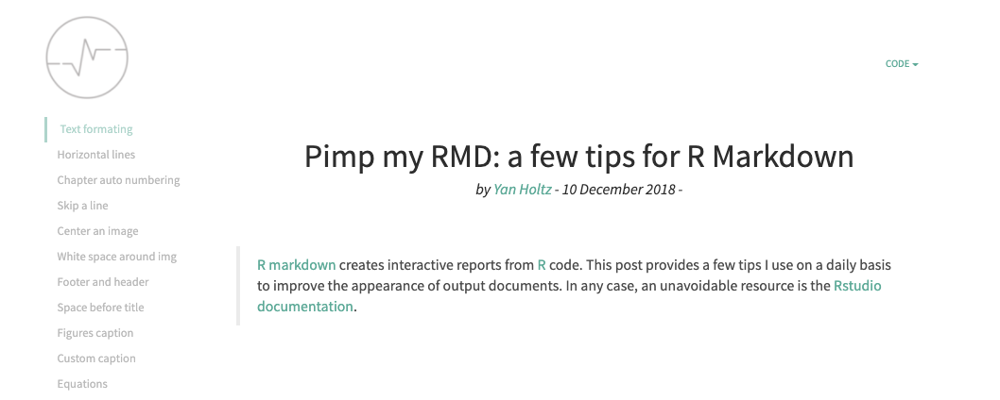 CODE
Text formating
Horizontal lines
Chapter auto numbering
Skip a line
Center an image
White space around img
Footer and header
Space before title
Figures caption
Custom caption
Equations
Pimp my RMD: a few tips for R Markdown
by Yan Holtz - 10 December 2018 -
R markdown creates interactive reports from R code. This post provides a few tips I use on a daily basis
to improve the appearance of output documents. In any case, an unavoidable resource is the Rstudio
documentation.